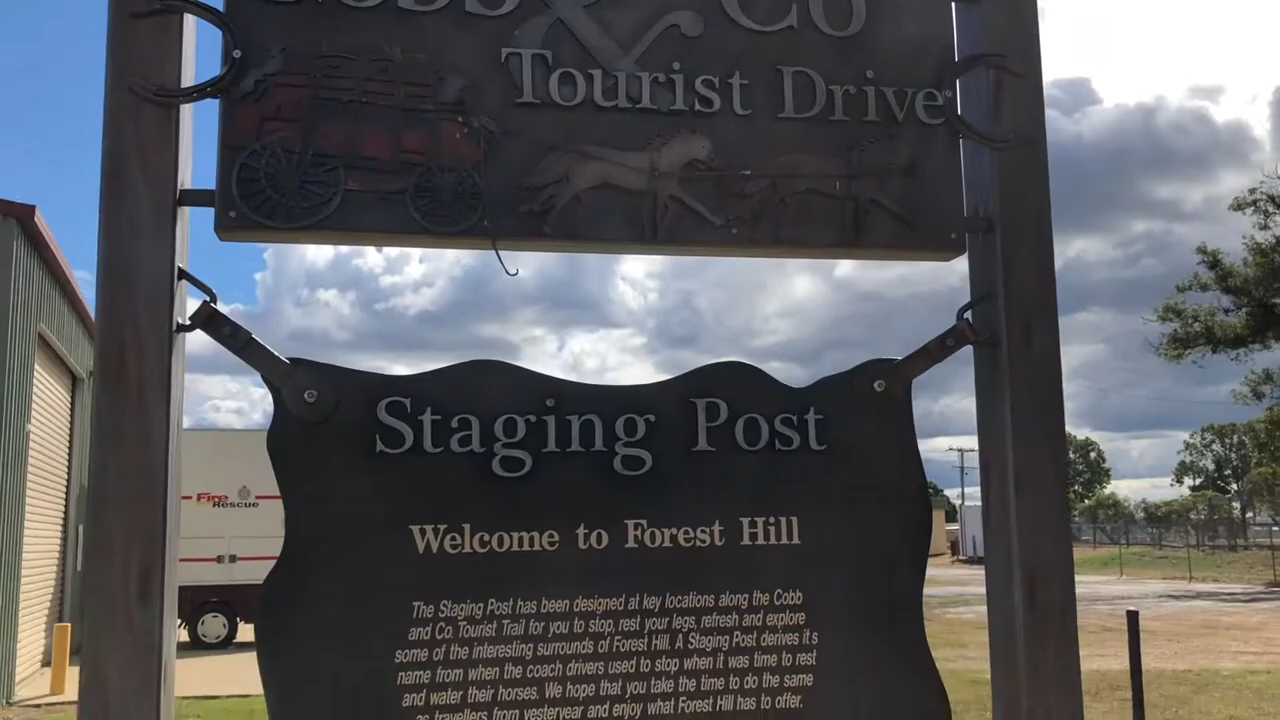 Cobb & Co
Tourist Drive
Staging Post
Welcome to Forest Hill
The Staging Post has been designed at key locations along the Cobb
and Co. Tourist Trail for you to stop, rest your legs, refresh and explore
some of the interesting surrounds of Forest Hill. A Staging Post derives its
name from when the coach drivers used to stop when it was time to rest
and water their horses. We hope that you take the time to do the same
as travellers from yesteryear and enjoy what Forest Hill has to offer.
Fire
Rescue